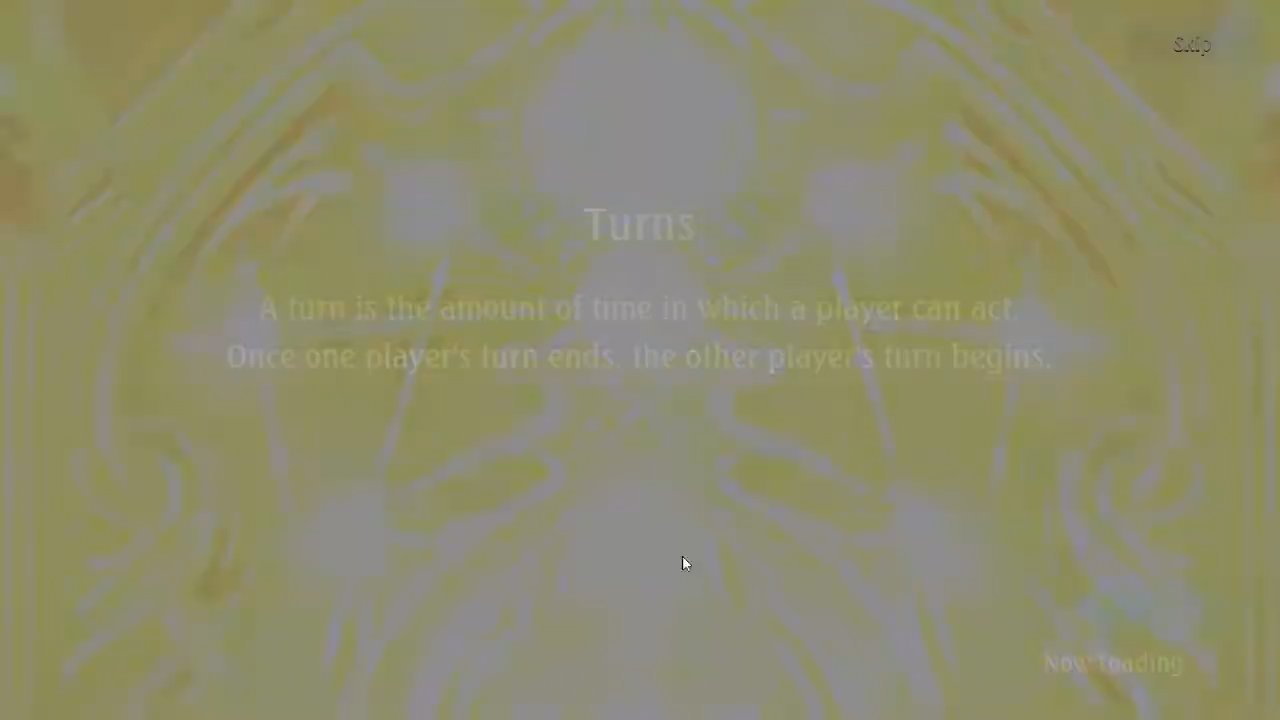 Skip
Turns
A turn is the amount of time in which a player can act.
Once one player's turn ends, the other player's turn begins.
Now loading